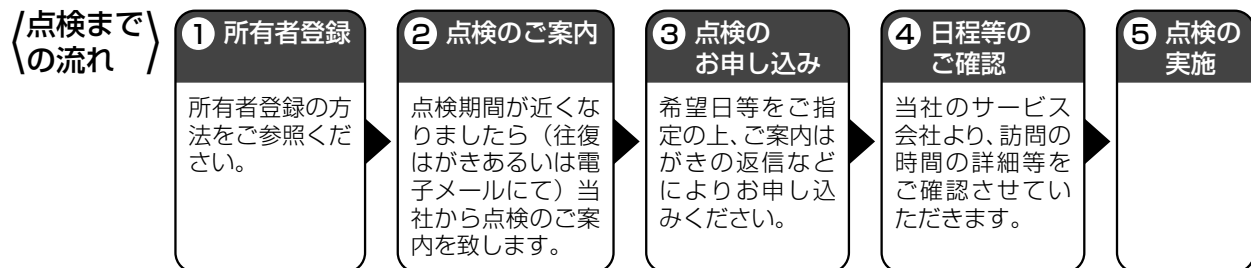 〈点検まで
の流れ〉
① 所有者登録
所有者登録の方
法をご参照くだ
さい。
② 点検のご案内
点検期間が近くな
りましたら（往復
はがきあるいは電
子メールにて）当
社から点検のご案
内を致します。
③ 点検の
お申し込み
希望日等をご指
定の上、ご案内は
がきの返信など
によりお申し込
みください。
④ 日程等の
ご確認
当社のサービス
会社より、訪問の
時間の詳細等を
ご確認させてい
ただきます。
⑤ 点検の
実施